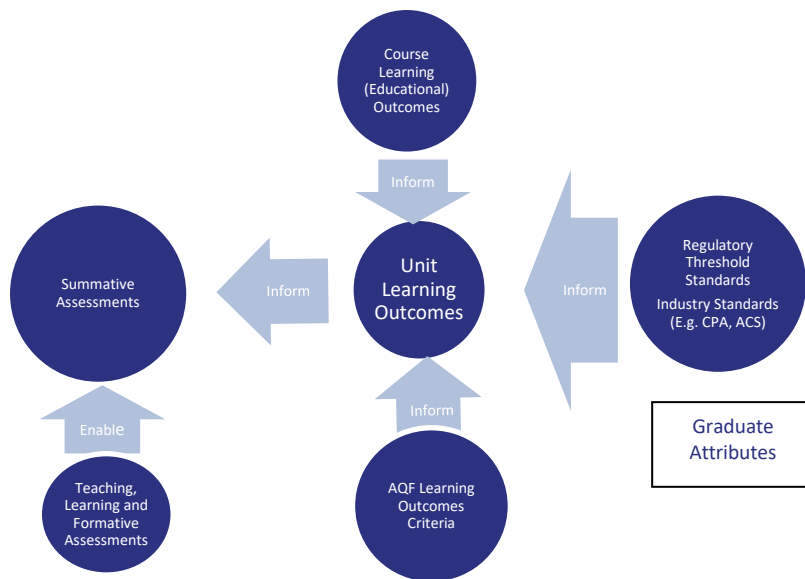 Course
Learning
(Educational)
Outcomes
Inform
Unit
Learning
Outcomes
Inform
Summative
Assessments
Inform
Regulatory
Threshold
Standards
Industry Standards
(E.g. CPA, ACS)
Inform
AQF Learning
Outcomes
Criteria
Enable
Teaching,
Learning and
Formative
Assessments
Graduate
Attributes